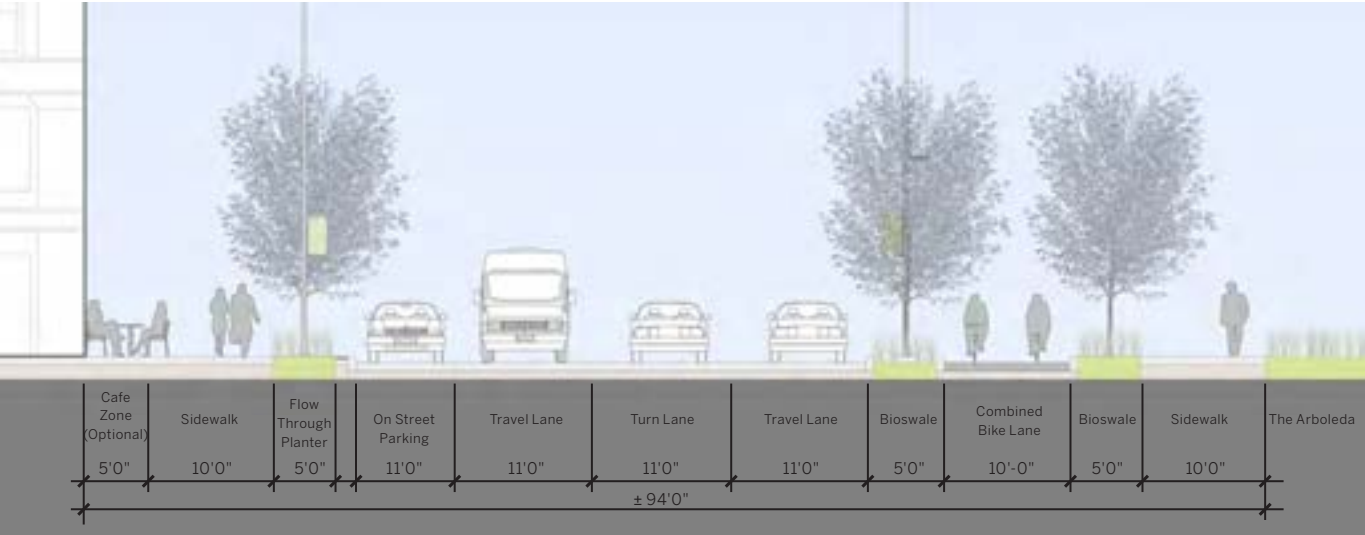 Cafe
Zone
(Optional)
5'0"
Sidewalk
10'0"
Flow
Through
Planter
5'0"
On Street
Parking
11'0"
Travel Lane
11'0"
Turn Lane
11'0"
Travel Lane
11'0"
Bioswale
5'0"
Combined
Bike Lane
10'-0"
Bioswale
5'0"
Sidewalk
10'0"
The Arboleda
± 94'0"